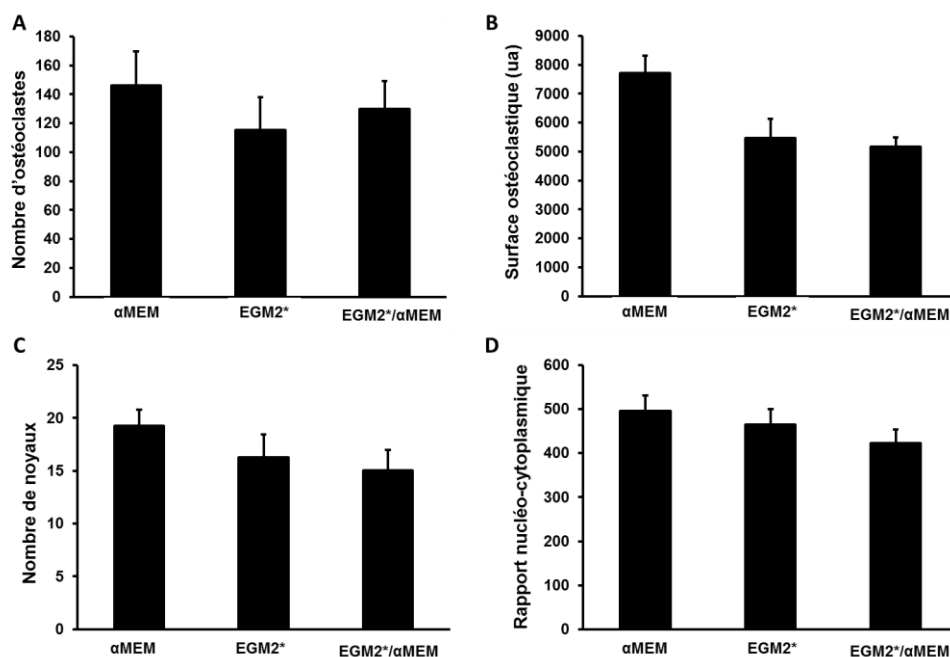 A
Nombre d'ostéoclastes
180
160
140
120
100
80
60
40
20
0
αMEM
EGM2*
EGM2*/αMEM
B
Surface ostéoclastique (ua)
9000
8000
7000
6000
5000
4000
3000
2000
1000
0
αMEM
EGM2*
EGM2*/αMEM
C
Nombre de noyaux
25
20
15
10
5
0
αMEM
EGM2*
EGM2*/αMEM
D
Rapport nucléo-cytoplasmique
600
500
400
300
200
100
0
αMEM
EGM2*
EGM2*/αMEM